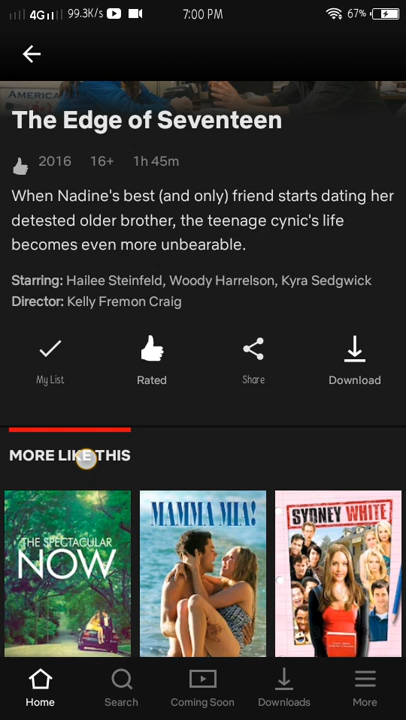 4G 99.3K/s 7:00 PM 67%
AMERICA
The Edge of Seventeen
2016 16+ 1h 45m
When Nadine's best (and only) friend starts dating her
detested older brother, the teenage cynic's life
becomes even more unbearable.
Starring: Hailee Steinfeld, Woody Harrelson, Kyra Sedgwick
Director: Kelly Fremon Craig
My List Rated Share Download
MORE LIKE THIS
THE SPECTACULAR
NOW
MAMMA MIA!
SYDNEY WHITE
Home Search Coming Soon Downloads More